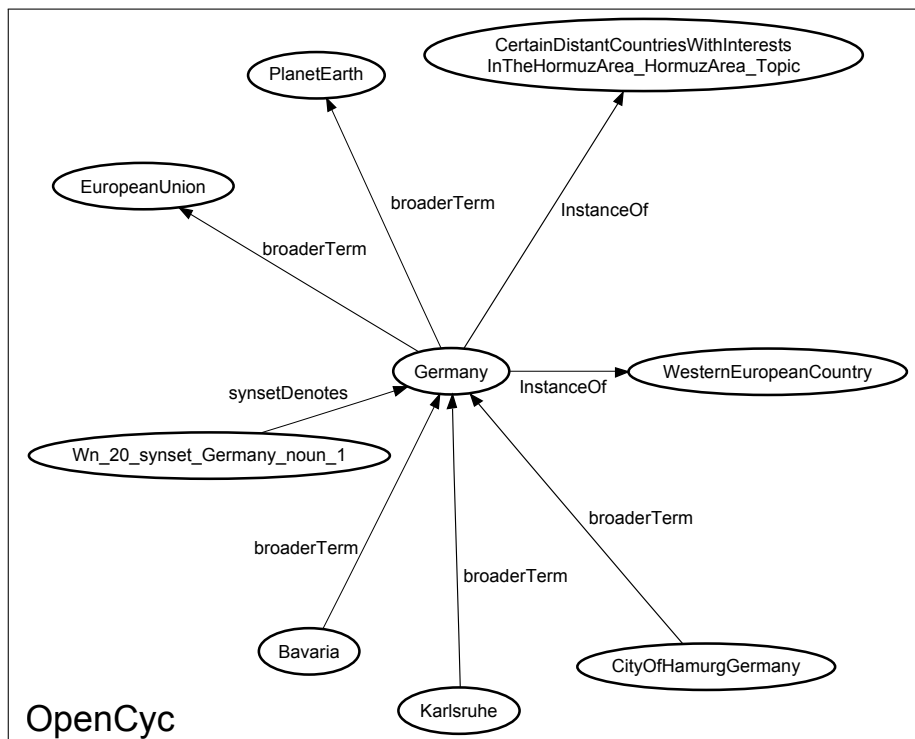 CertainDistantCountriesWithInterests
InTheHormuzArea_HormuzArea_Topic
PlanetEarth
EuropeanUnion
broaderTerm
InstanceOf
broaderTerm
Germany
WesternEuropeanCountry
InstanceOf
synsetDenotes
Wn_20_synset_Germany_noun_1
broaderTerm
broaderTerm
broaderTerm
Bavaria
CityOfHamurgGermany
Karlsruhe
OpenCyc